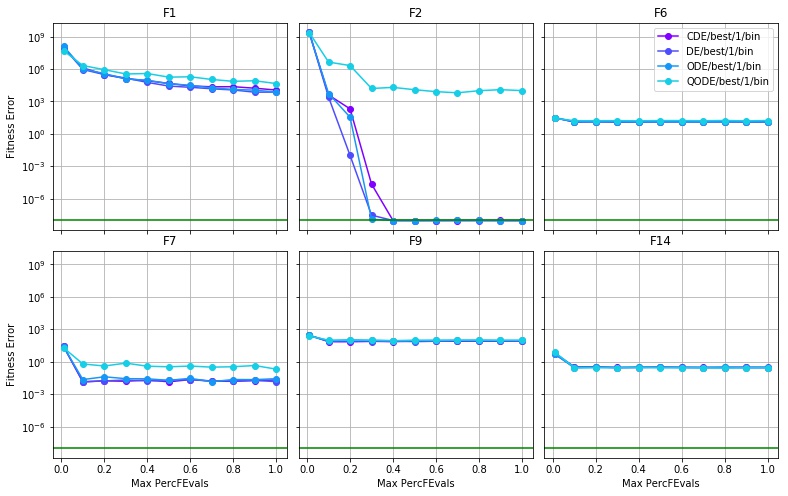 F1
F2
F6
10⁹
10⁶
10³
10⁰
10⁻³
10⁻⁶
Fitness Error
CDE/best/1/bin
DE/best/1/bin
ODE/best/1/bin
QODE/best/1/bin
F7
F9
F14
10⁹
10⁶
10³
10⁰
10⁻³
10⁻⁶
Fitness Error
0.0 0.2 0.4 0.6 0.8 1.0
0.0 0.2 0.4 0.6 0.8 1.0
0.0 0.2 0.4 0.6 0.8 1.0
Max PercFEvals
Max PercFEvals
Max PercFEvals